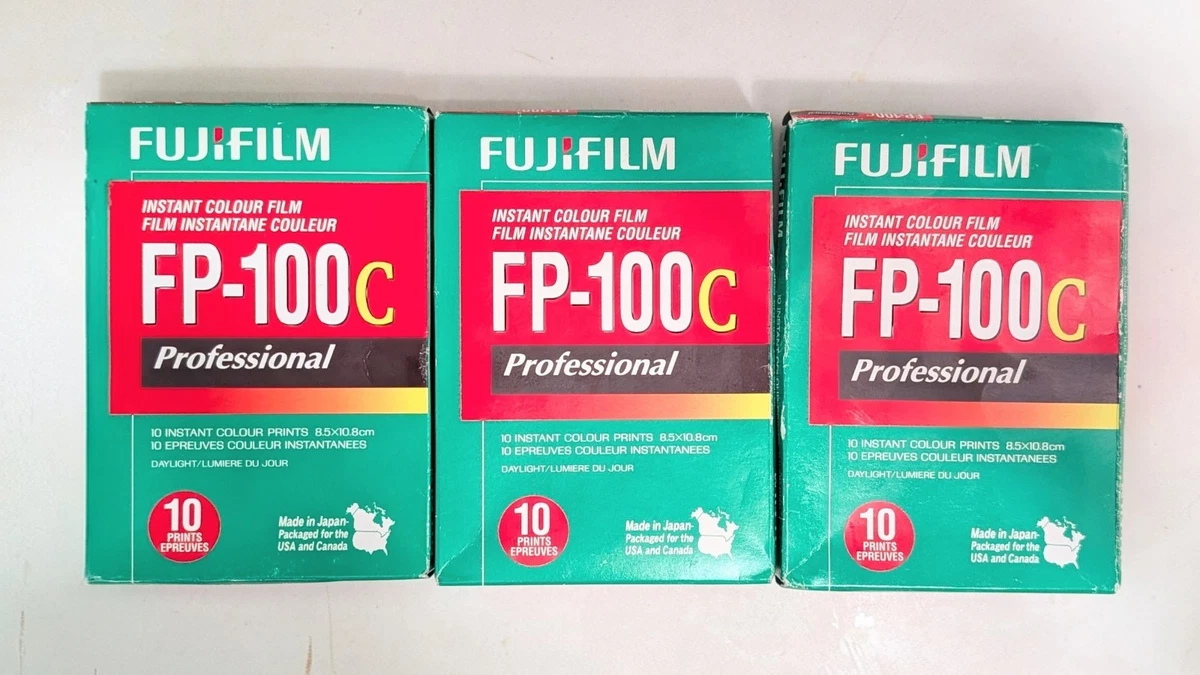 FUJIFILM
INSTANT COLOUR FILM
FILM INSTANTANE COULEUR
FP-100C
Professional
10 INSTANT COLOUR PRINTS 8.5×10.8cm
10 EPREUVES COULEUR INSTANTANEES
DAYLIGHT/LUMIERE DU JOUR
10
PRINTS
EPREUVES
Made in Japan-
Packaged for the
USA and Canada
FUJIFILM
INSTANT COLOUR FILM
FILM INSTANTANE COULEUR
FP-100C
Professional
10 INSTANT COLOUR PRINTS 8.5×10.8cm
10 EPREUVES COULEUR INSTANTANEES
DAYLIGHT/LUMIERE DU JOUR
10
PRINTS
EPREUVES
Made in Japan-
Packaged for the
USA and Canada
FUJIFILM
INSTANT COLOUR FILM
FILM INSTANTANE COULEUR
FP-100C
Professional
10 INSTANT COLOUR PRINTS 8.5×10.8cm
10 EPREUVES COULEUR INSTANTANEES
DAYLIGHT/LUMIERE DU JOUR
10
PRINTS
EPREUVES
Made in Japan-
Packaged for the
USA and Canada